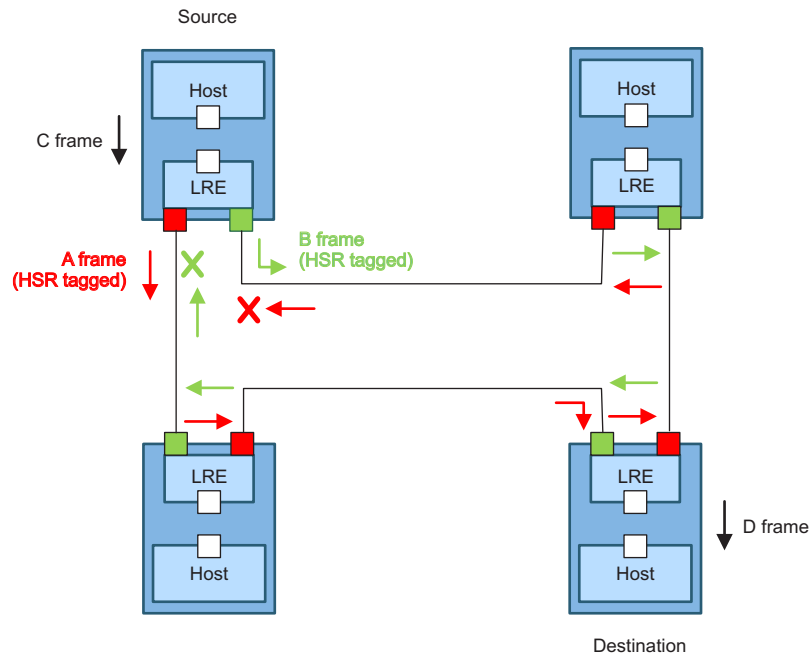 Source
Host
Host
C frame
LRE
LRE
A frame
(HSR tagged)
B frame
(HSR tagged)
LRE
LRE
D frame
Host
Host
Destination